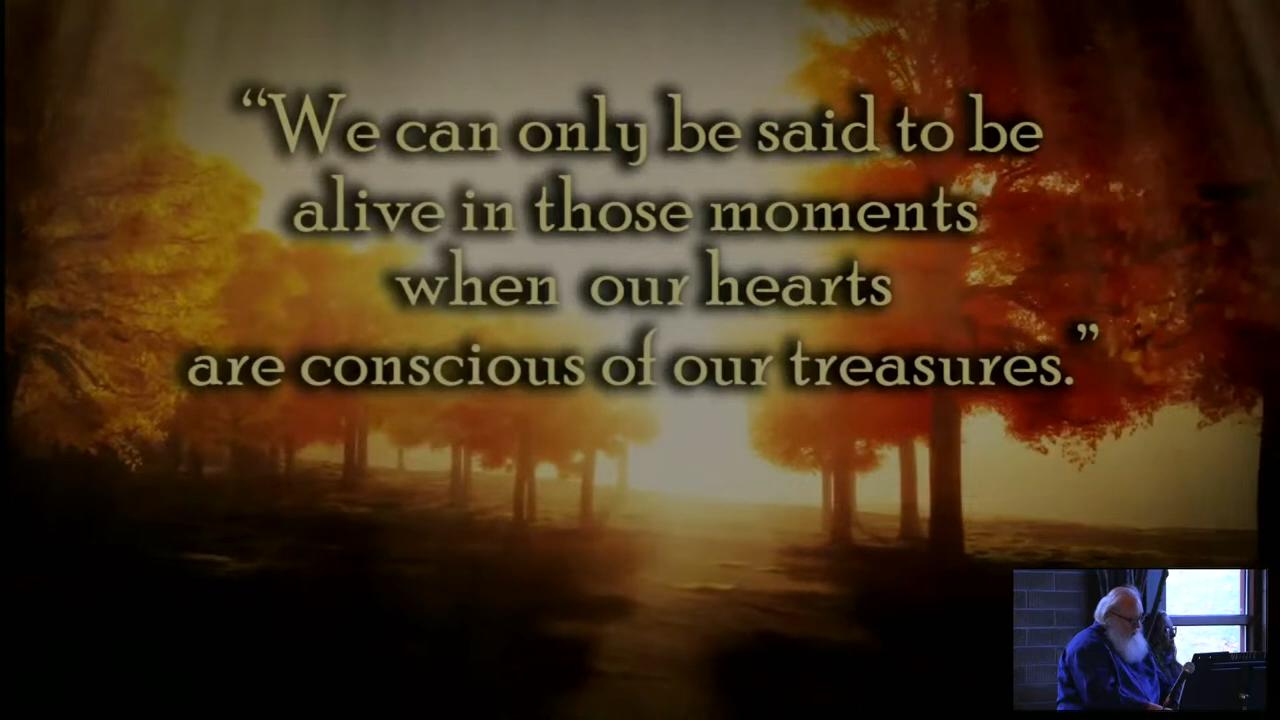 “We can only be said to be
alive in those moments
when our hearts
are conscious of our treasures.”